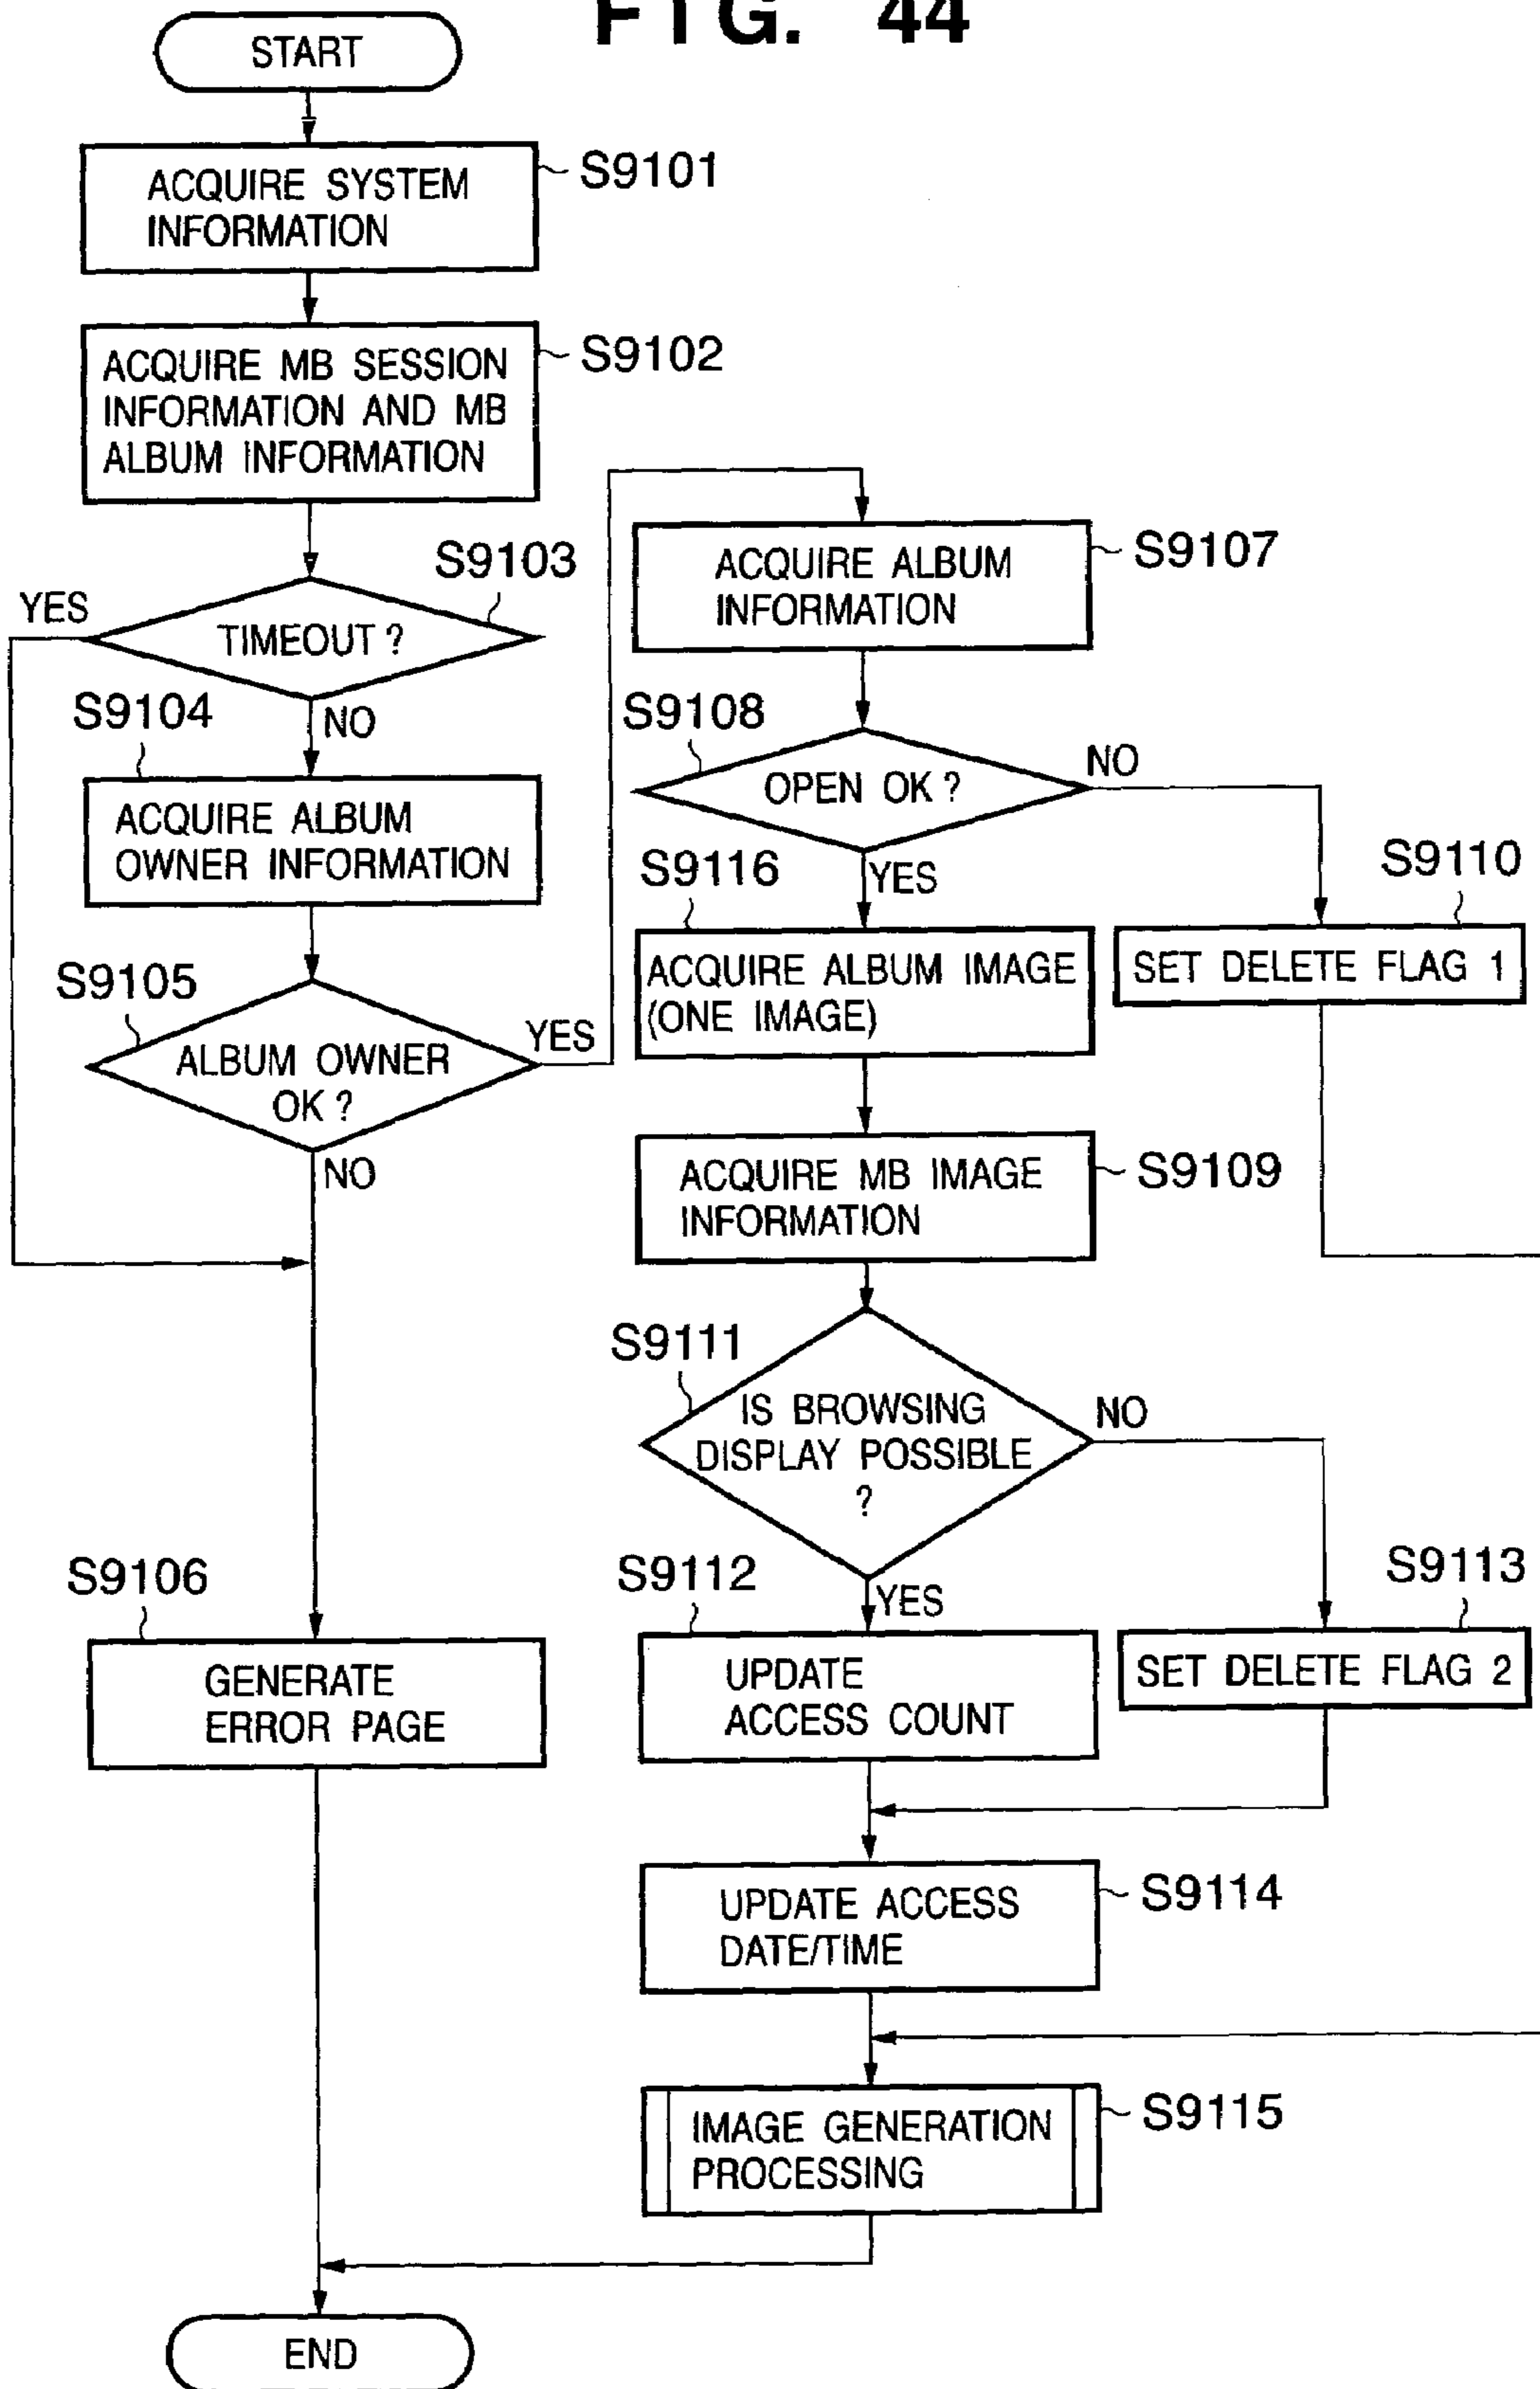 FIG. 44
START
ACQUIRE SYSTEM
INFORMATION
S9101
ACQUIRE MB SESSION
INFORMATION AND MB
ALBUM INFORMATION
S9102
S9103
YES
TIMEOUT ?
NO
S9104
ACQUIRE ALBUM
OWNER INFORMATION
S9105
ALBUM OWNER
OK ?
YES
NO
S9106
GENERATE
ERROR PAGE
ACQUIRE ALBUM
INFORMATION
S9107
S9108
OPEN OK ?
NO
YES
S9110
SET DELETE FLAG 1
S9116
ACQUIRE ALBUM IMAGE
(ONE IMAGE)
ACQUIRE MB IMAGE
INFORMATION
S9109
S9111
IS BROWSING
DISPLAY POSSIBLE
?
NO
YES
S9112
UPDATE
ACCESS COUNT
S9113
SET DELETE FLAG 2
UPDATE ACCESS
DATE/TIME
S9114
IMAGE GENERATION
PROCESSING
S9115
END